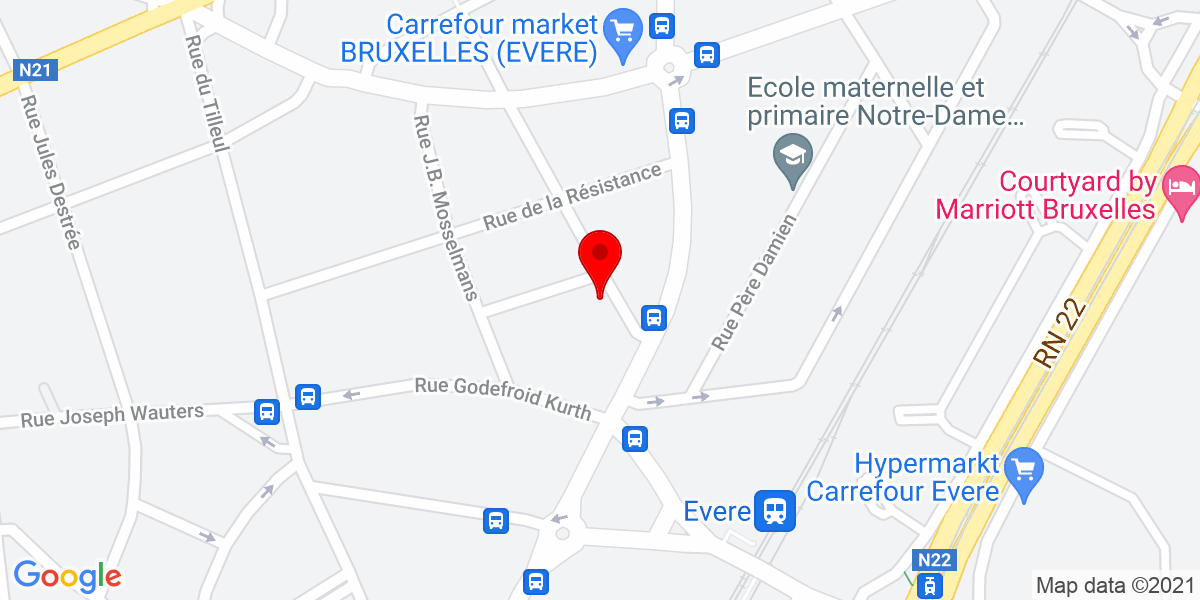 Carrefour market
BRUXELLES (EVERE)
N21
Rue du Tilleul
Rue Jules Destrée
Rue J.B. Mosselmans
Rue de la Résistance
Ecole maternelle et
primaire Notre-Dame...
Courtyard by
Marriott Bruxelles
Rue Père Damien
RN 22
Rue Godefroid Kurth
Rue Joseph Wauters
Hypermarkt
Carrefour Evere
Evere
N22
Google
Map data ©2021